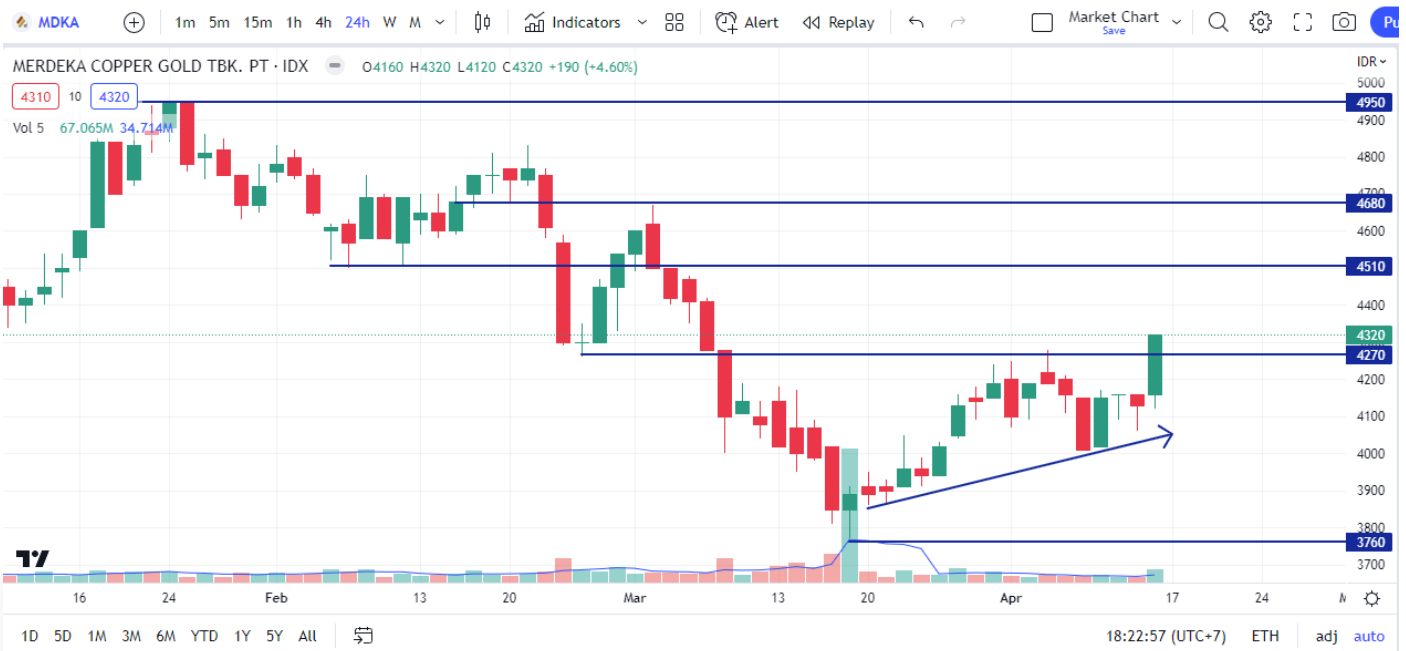 MDKA 1m 5m 15m 1h 4h 24h W M Indicators Alert Replay Market Chart
Save
MERDEKA COPPER GOLD TBK. PT · IDX O4160 H4320 L4120 C4320 +190 (+4.60%)
IDR
4310 10 4320
Vol 5 67.065M 34.714M
5000
4950
4900
4800
4700
4680
4600
4510
4400
4320
4270
4200
4100
4000
3900
3800
3760
3700
16 24 Feb 13 20 Mar 13 20 Apr 17 24
1D 5D 1M 3M 6M YTD 1Y 5Y All 18:22:57 (UTC+7) ETH adj auto